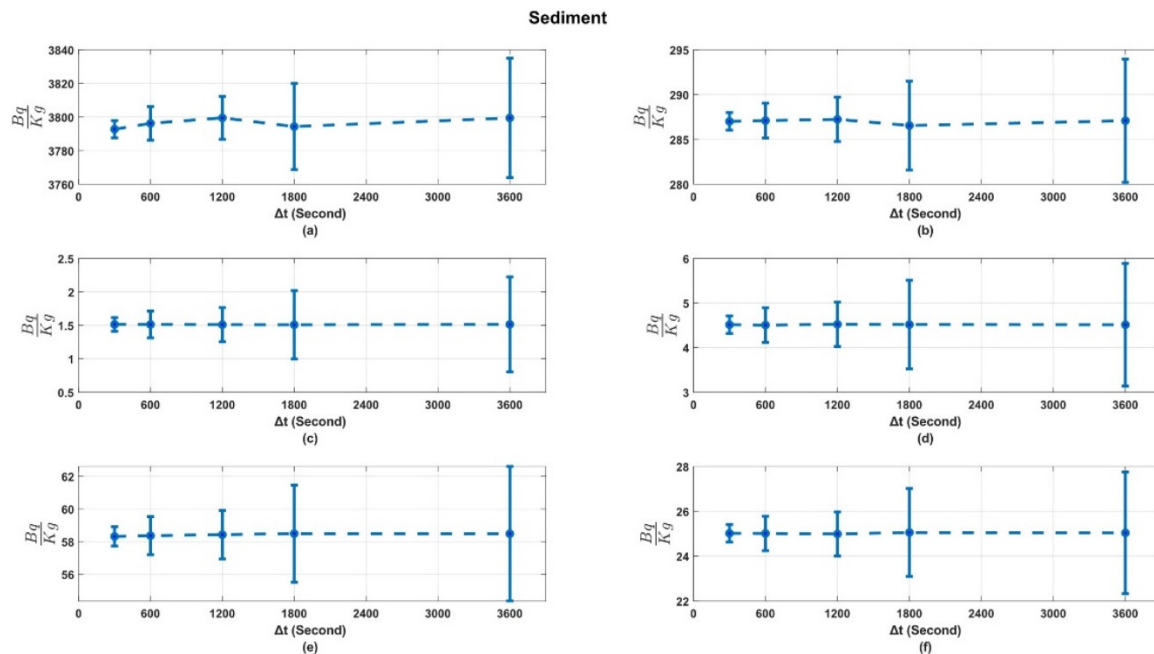 Sediment
3840
3820
3800
3780
3760
Bq
Kg
0 600 1200 1800 2400 3000 3600
Δt (Second)
(a)
295
290
285
280
Bq
Kg
0 600 1200 1800 2400 3000 3600
Δt (Second)
(b)
2.5
2
1.5
1
0.5
Bq
Kg
0 600 1200 1800 2400 3000 3600
Δt (Second)
(c)
6
5
4
3
Bq
Kg
0 600 1200 1800 2400 3000 3600
Δt (Second)
(d)
62
60
58
56
Bq
Kg
0 600 1200 1800 2400 3000 3600
Δt (Second)
(e)
28
26
24
22
Bq
Kg
0 600 1200 1800 2400 3000 3600
Δt (Second)
(f)